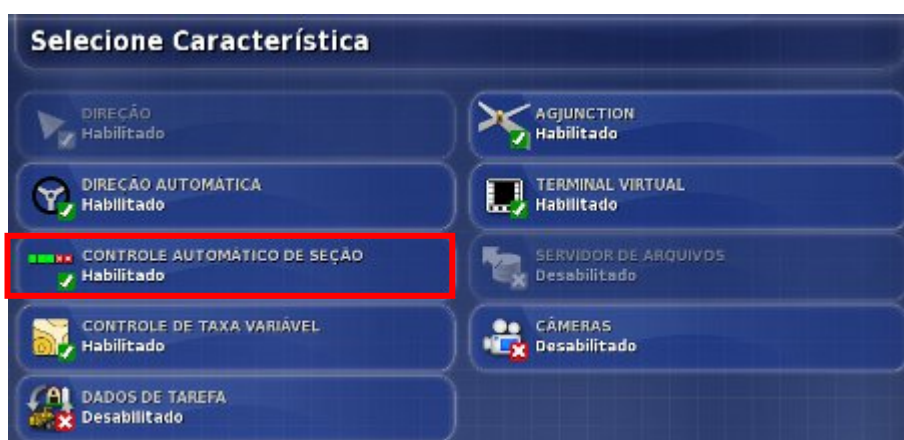 Selecione Característica
DIREÇÃO
Habilitado
AGJUNCTION
Habilitado
DIREÇÃO AUTOMÁTICA
Habilitado
TERMINAL VIRTUAL
Habilitado
CONTROLE AUTOMÁTICO DE SEÇÃO
Habilitado
SERVIDOR DE ARQUIVOS
Desabilitado
CONTROLE DE TAXA VARIÁVEL
Habilitado
CÂMERAS
Desabilitado
DADOS DE TAREFA
Desabilitado